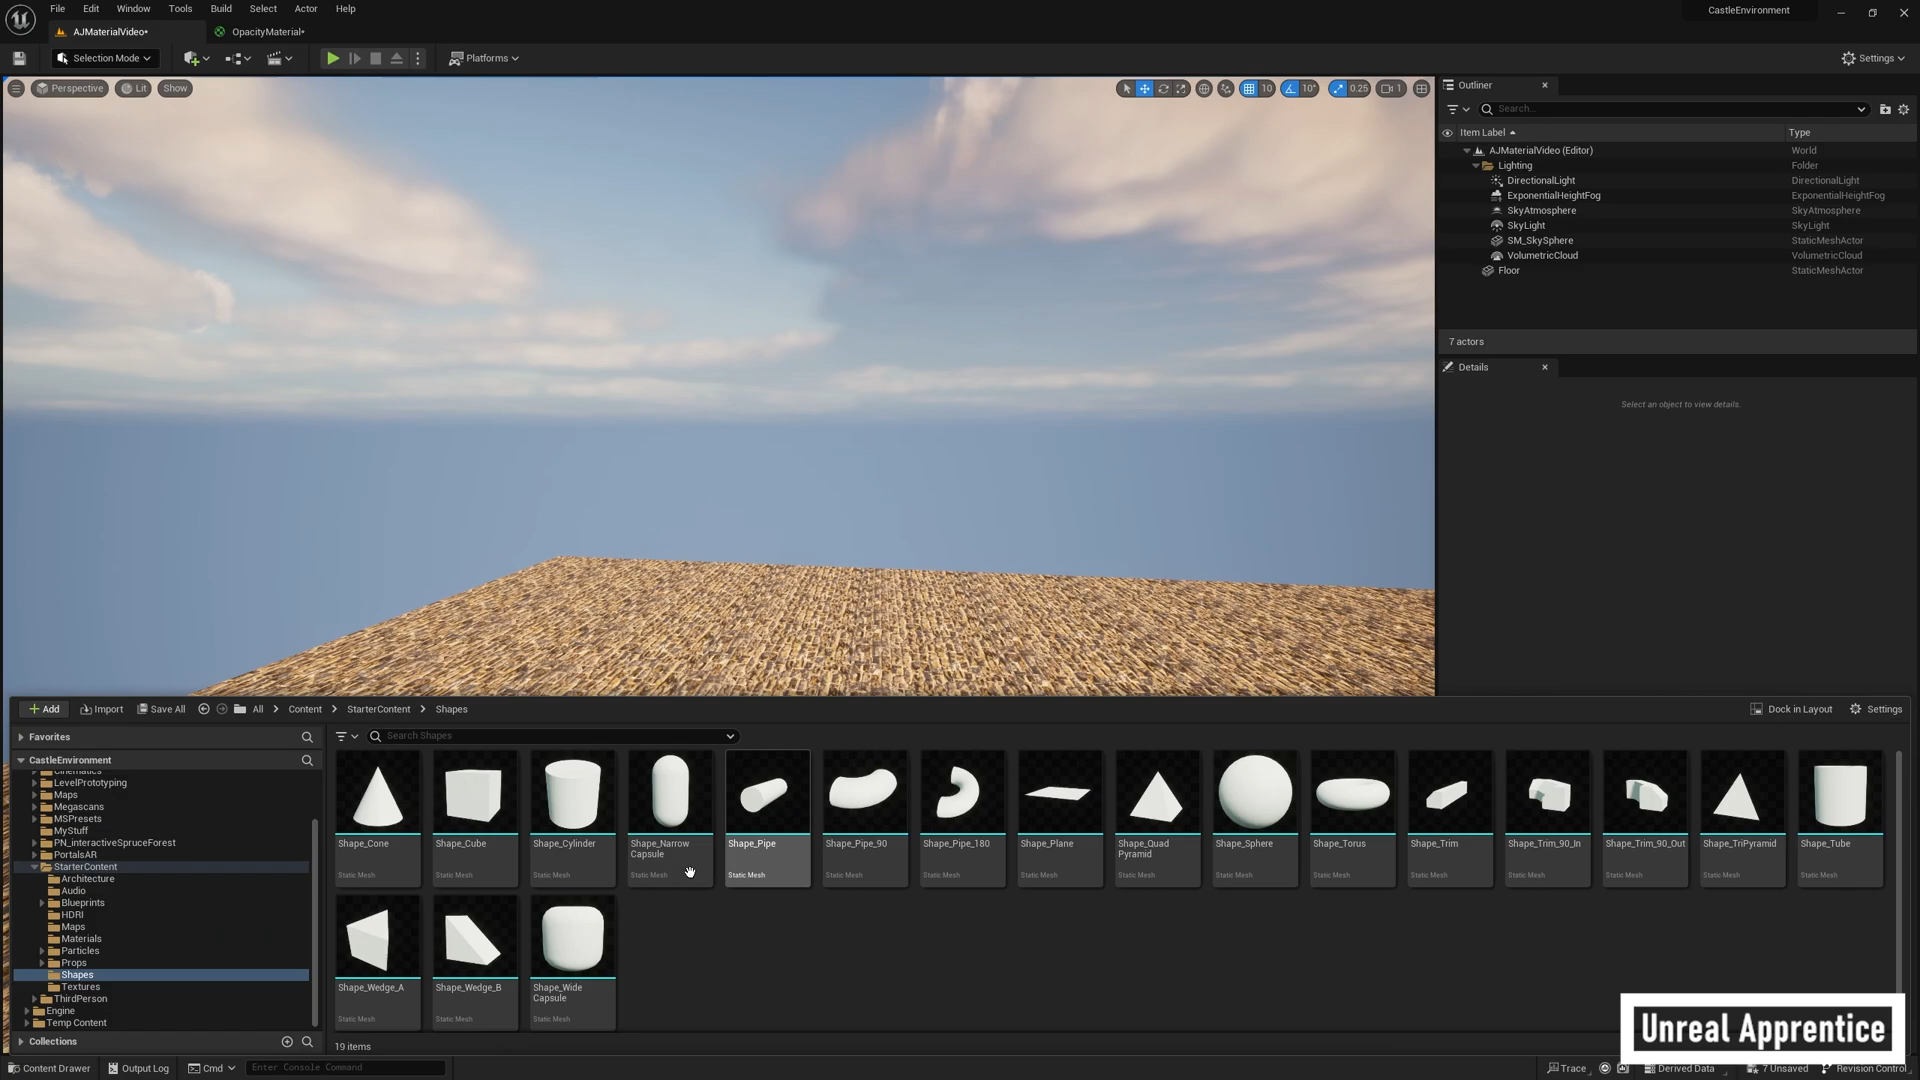 File Edit Window Tools Build Select Actor Help
CastleEnvironment
AJMaterialVideo*
OpacityMaterial*
Selection Mode
Platforms
Settings
Perspective
Lit
Show
10
10°
0.25
1
Outliner
Search...
Item Label
Type
AJMaterialVideo (Editor) World
Lighting Folder
DirectionalLight DirectionalLight
ExponentialHeightFog ExponentialHeightFog
SkyAtmosphere SkyAtmosphere
SkyLight SkyLight
SM_SkySphere StaticMeshActor
VolumetricCloud VolumetricCloud
Floor StaticMeshActor
7 actors
Details
Select an object to view details.
Add Import Save All All Content StarterContent Shapes
Dock in Layout Settings
Favorites
Search Shapes
CastleEnvironment
Cinematics
LevelPrototyping
Maps
Megascans
MSPresets
MyStuff
PN_interactiveSpruceForest
PortalsAR
StarterContent
Architecture
Audio
Blueprints
HDRI
Maps
Materials
Particles
Props
Shapes
Textures
ThirdPerson
Engine
Temp Content
Collections
Shape_Cone
Static Mesh
Shape_Cube
Static Mesh
Shape_Cylinder
Static Mesh
Shape_Narrow
Capsule
Static Mesh
Shape_Pipe
Static Mesh
Shape_Pipe_90
Static Mesh
Shape_Pipe_180
Static Mesh
Shape_Plane
Static Mesh
Shape_Quad
Pyramid
Static Mesh
Shape_Sphere
Static Mesh
Shape_Torus
Static Mesh
Shape_Trim
Static Mesh
Shape_Trim_90_In
Static Mesh
Shape_Trim_90_Out
Static Mesh
Shape_TriPyramid
Static Mesh
Shape_Tube
Static Mesh
Shape_Wedge_A
Static Mesh
Shape_Wedge_B
Static Mesh
Shape_Wide
Capsule
Static Mesh
19 items
Unreal Apprentice
Content Drawer
Output Log
Cmd
Enter Console Command
Trace
Derived Data
7 Unsaved
Revision Control